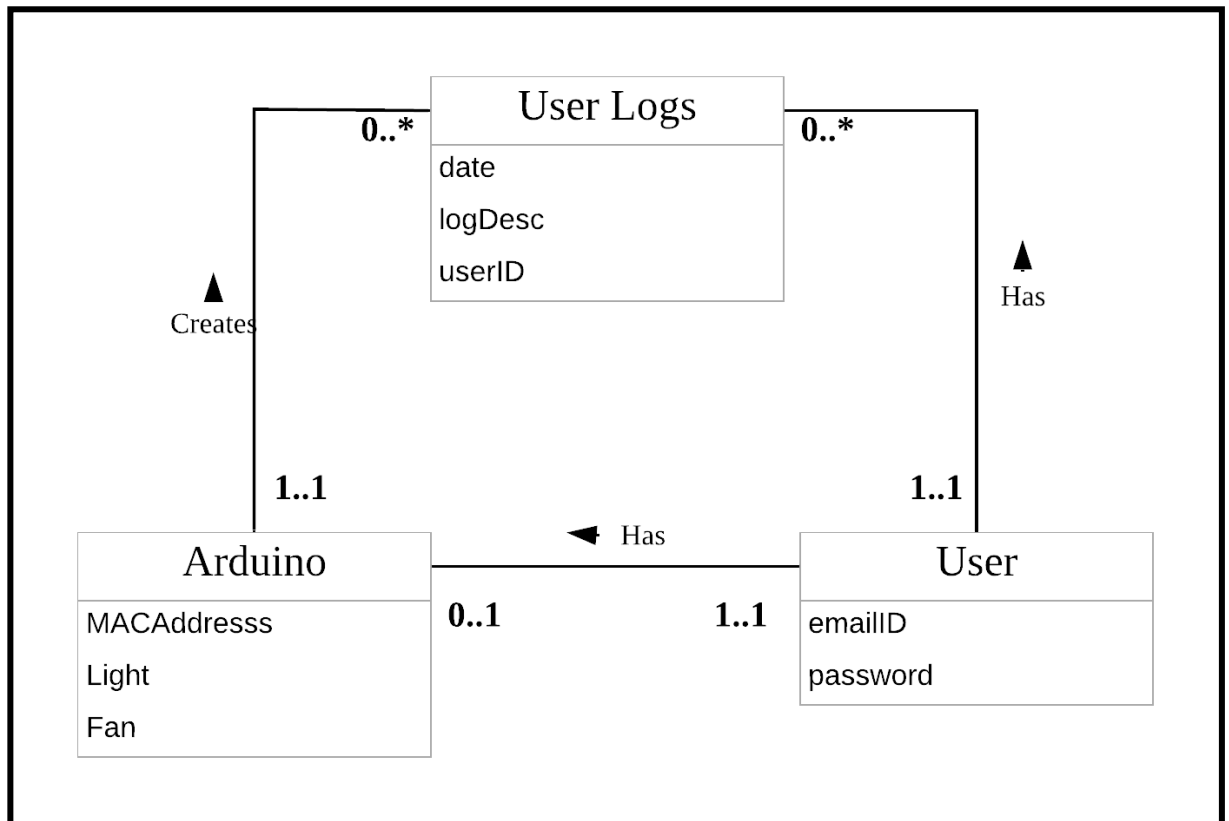 User Logs
0..*
0..*
date
logDesc
userID
Creates
Has
1..1
1..1
Has
Arduino
User
0..1
1..1
MACAddresss
Light
Fan
emailID
password